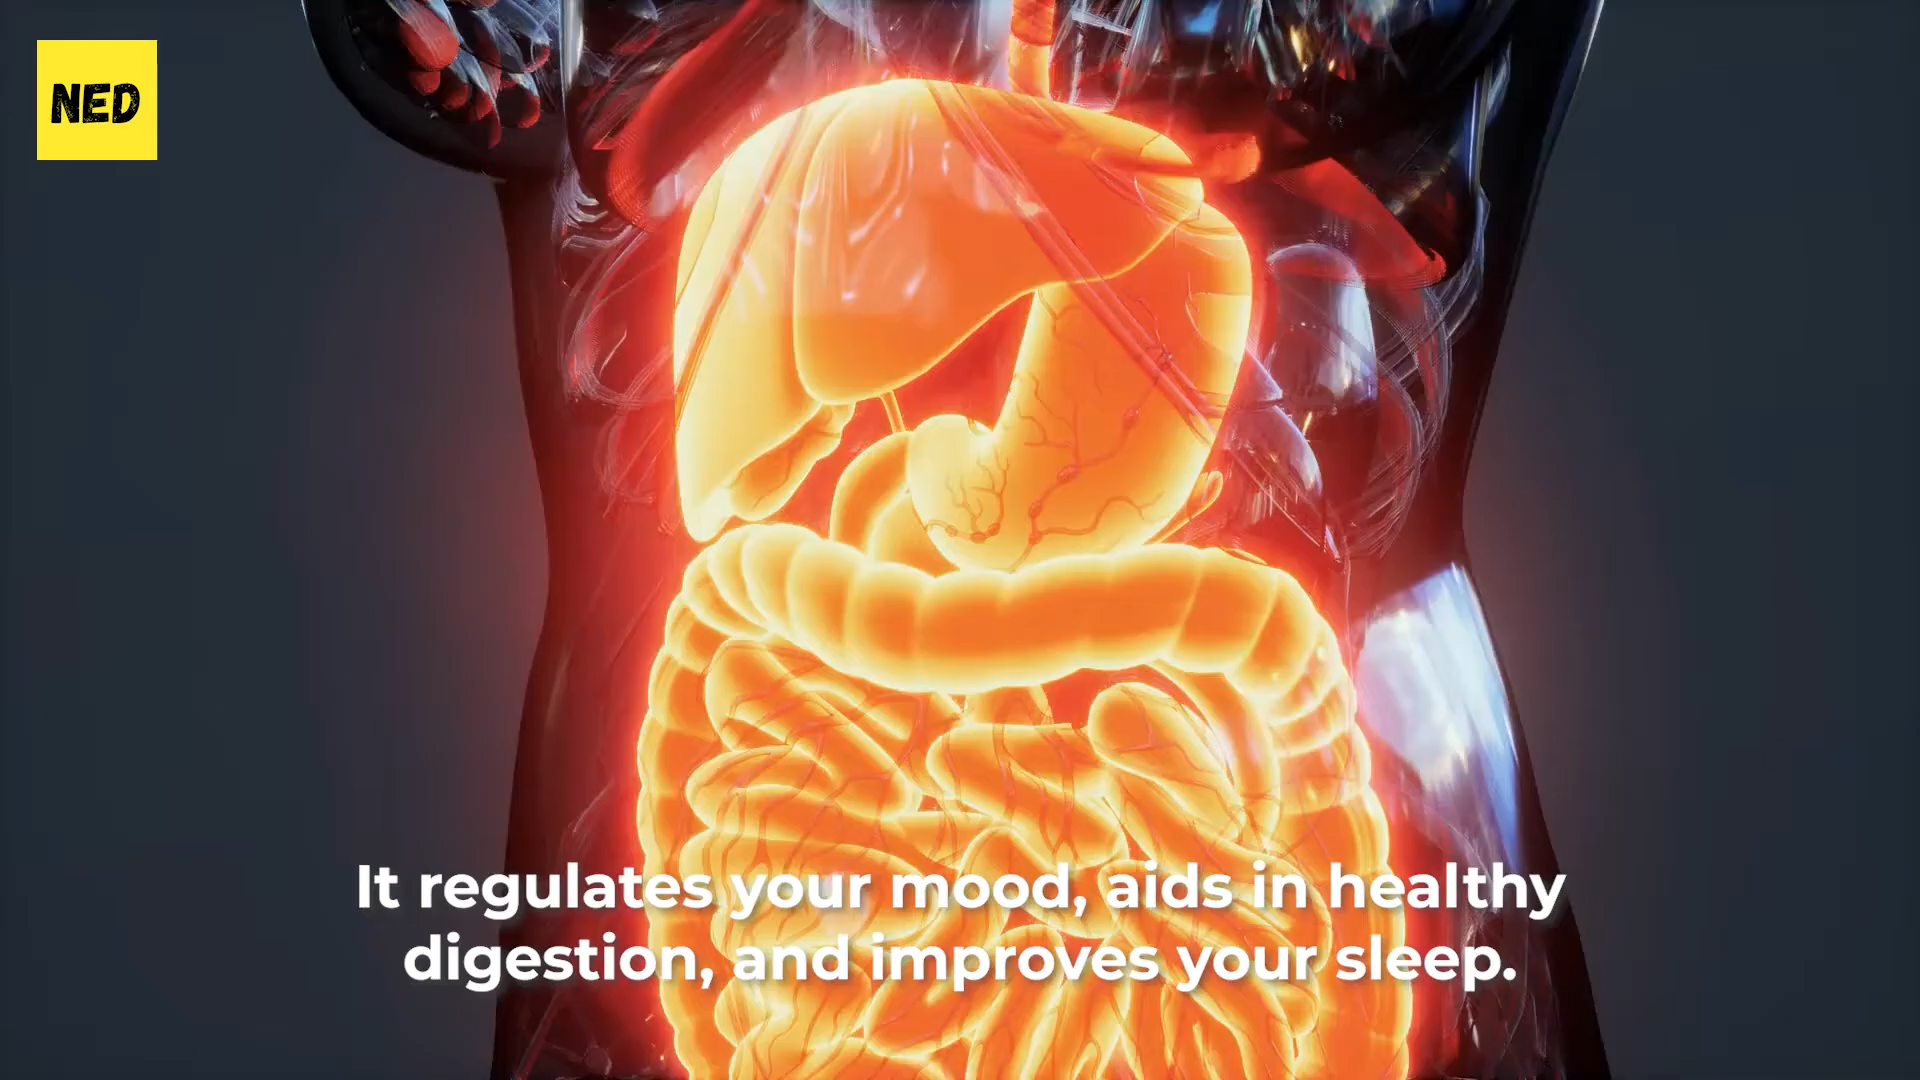 NED
It regulates your mood, aids in healthy
digestion, and improves your sleep.